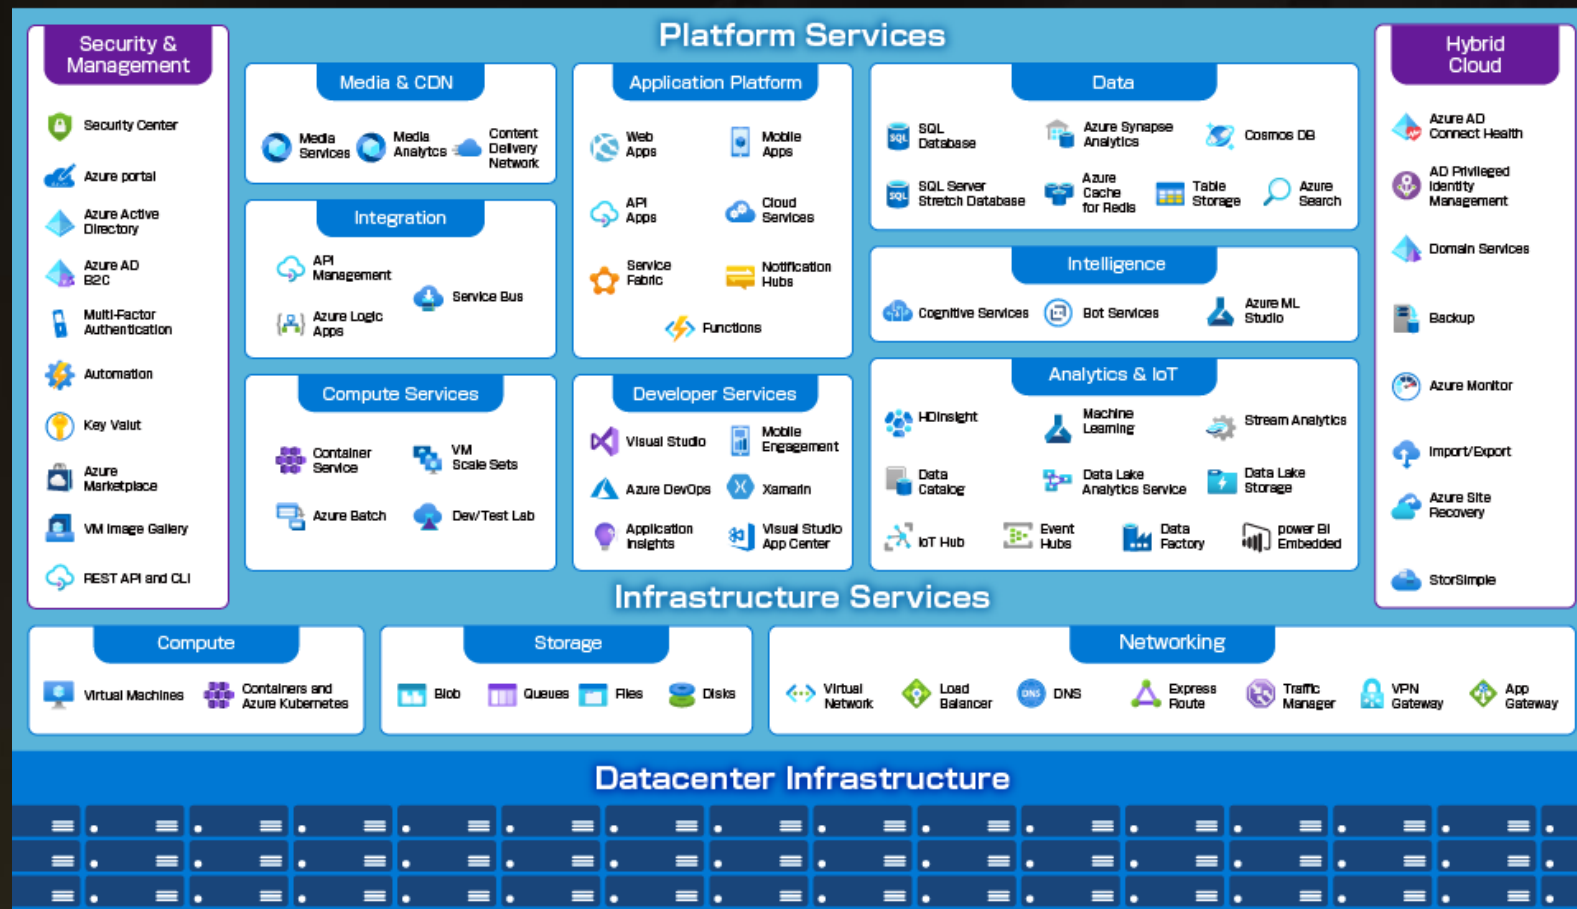 Platform Services
Security &
Management
Security Center
Azure portal
Azure Active
Directory
Azure AD
B2C
Multi-Factor
Authentication
Automation
Key Valut
Azure
Marketplace
VM Image Gallery
REST API and CLI
Media & CDN
Media
Services
Media
Analytcs
Content
Delivery
Network
Integration
API
Management
Service Bus
Azure Logic
Apps
Compute Services
Container
Service
VM
Scale Sets
Azure Batch
Dev/Test Lab
Application Platform
Web
Apps
Mobile
Apps
API
Apps
Cloud
Services
Service
Fabric
Notification
Hubs
Functions
Developer Services
Visual Studio
Mobile
Engagement
Azure DevOps
Xamarin
Application
Insights
Visual Studio
App Center
Data
SQL
SQL
Database
Azure Synapse
Analytics
Cosmos DB
SQL
SQL Server
Stretch Database
Azure
Cache
for Redis
Table
Storage
Azure
Search
Intelligence
Cognitive Services
Bot Services
Azure ML
Studio
Analytics & IoT
HDInsight
Machine
Learning
Stream Analytics
Data
Catalog
Data Lake
Analytics Service
Data Lake
Storage
IoT Hub
Event
Hubs
Data
Factory
power BI
Embedded
Hybrid
Cloud
Azure AD
Connect Health
AD Privileged
Identity
Management
Domain Services
Backup
Azure Monitor
Import/Export
Azure Site
Recovery
StorSimple
Infrastructure Services
Compute
Virtual Machines
Containers and
Azure Kubernetes
Storage
Blob
Queues
Files
Disks
Networking
Virtual
Network
Load
Balancer
DNS
DNS
Express
Route
Traffic
Manager
VPN
Gateway
App
Gateway
Datacenter Infrastructure